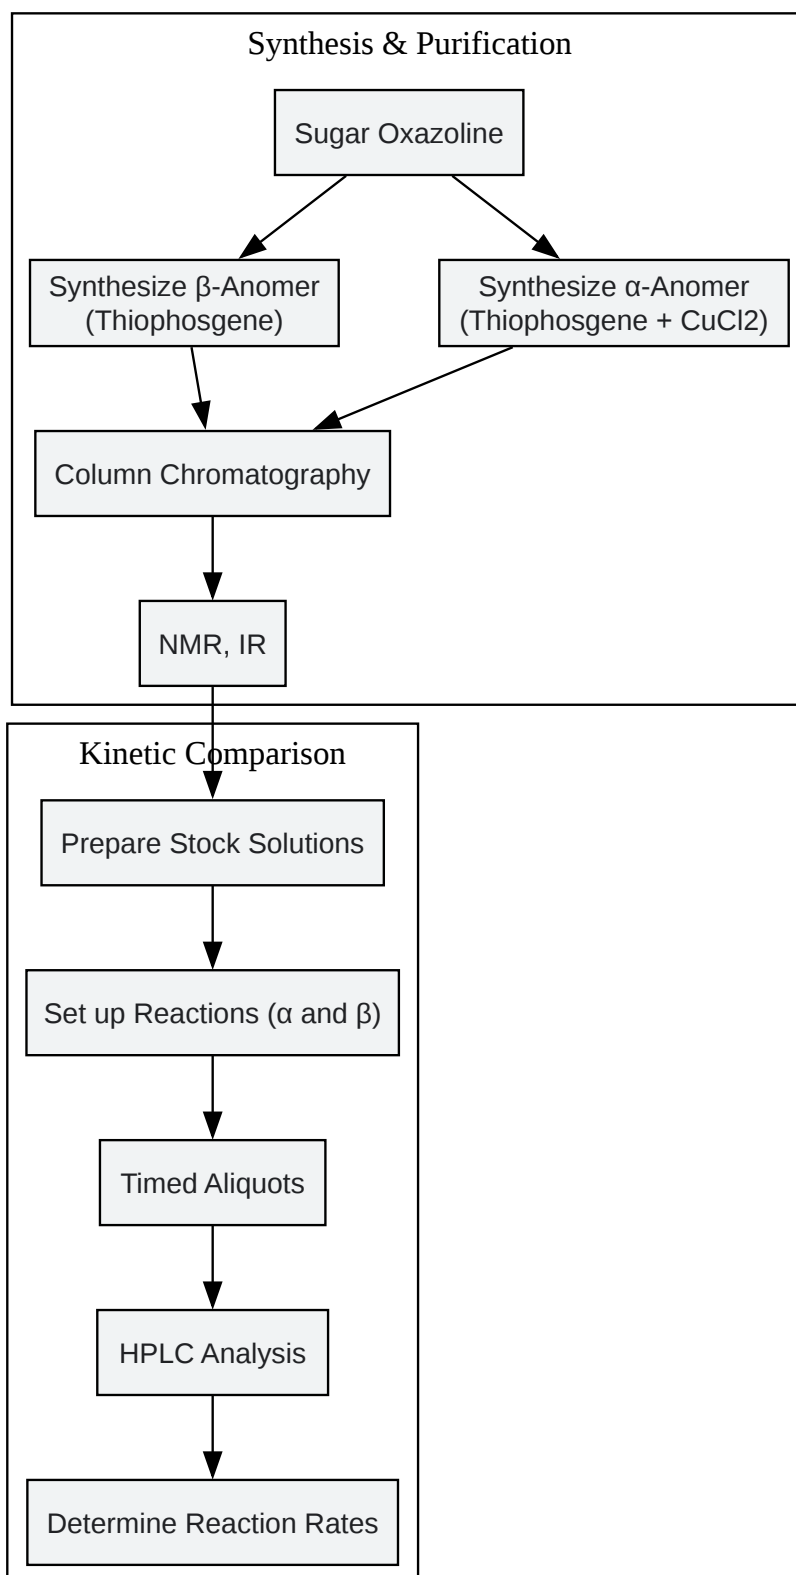 Synthesis & Purification
Sugar Oxazoline
Synthesize β-Anomer
(Thiophosgene)
Synthesize α-Anomer
(Thiophosgene + CuCl2)
Column Chromatography
NMR, IR
Kinetic Comparison
Prepare Stock Solutions
Set up Reactions (α and β)
Timed Aliquots
HPLC Analysis
Determine Reaction Rates